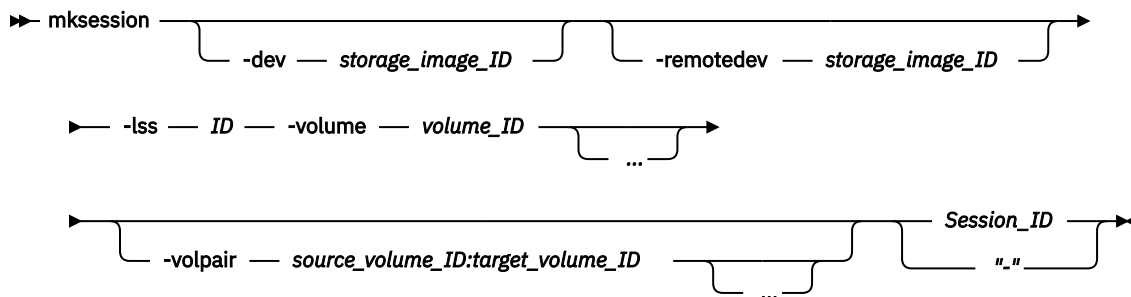 mksession
-dev storage_image_ID -remotedev storage_image_ID
-lss ID -volume volume_ID
...
Session_ID
-volpair source_volume_ID:target_volume_ID "-"
...